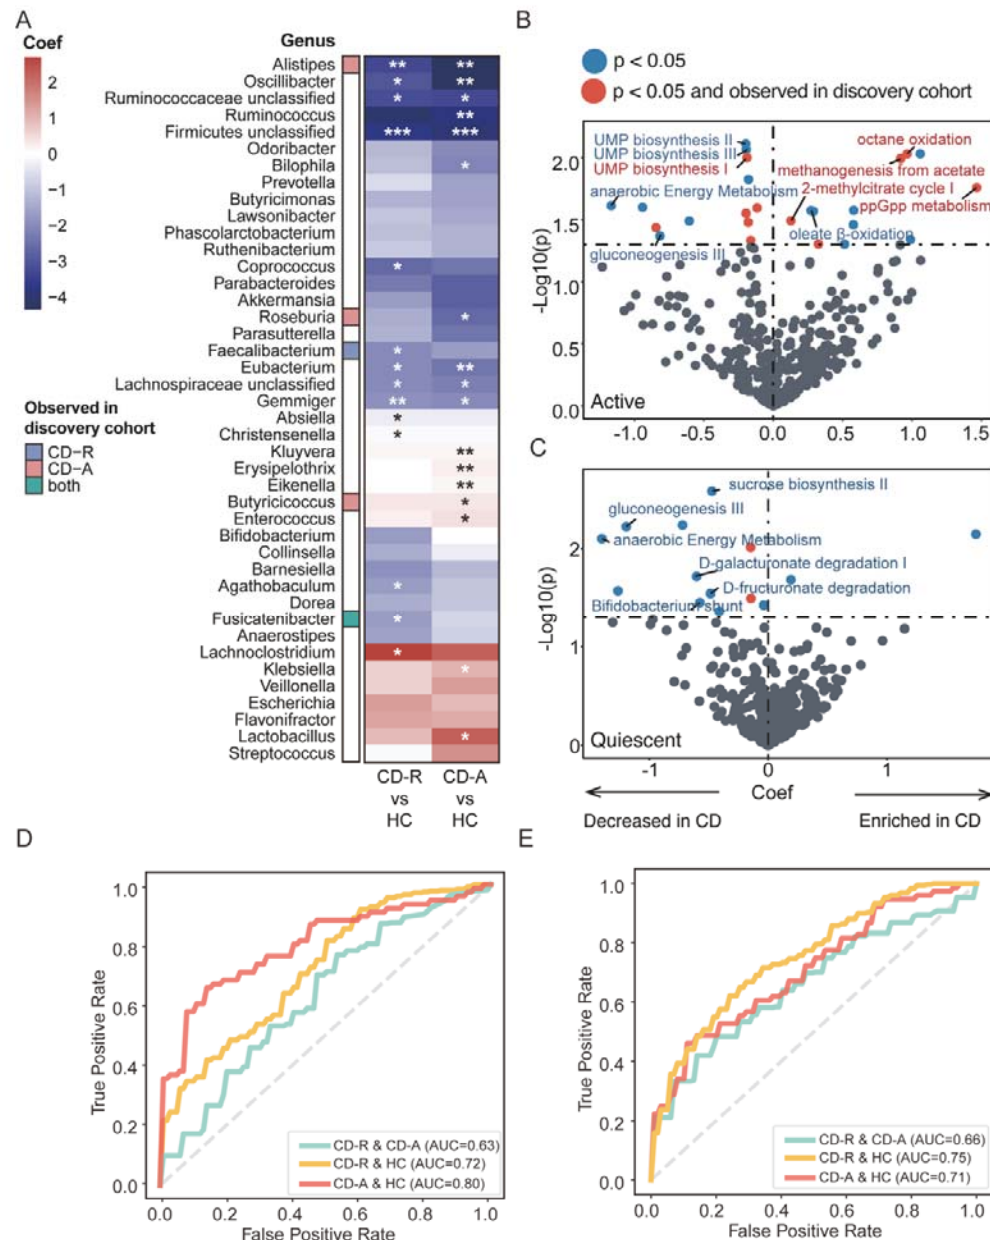 A
Coef
2
1
0
−1
−2
−3
−4
Observed in
discovery cohort
CD−R
CD−A
both
Genus
Alistipes ** **
Oscillibacter * **
Ruminococcaceae unclassified * *
Ruminococcus **
Firmicutes unclassified *** ***
Odoribacter
Bilophila *
Prevotella
Butyricimonas
Lawsonibacter
Phascolarctobacterium
Ruthenibacterium
Coprococcus *
Parabacteroides
Akkermansia
Roseburia *
Parasutterella
Faecalibacterium *
Eubacterium * **
Lachnospiraceae unclassified * *
Gemmiger ** *
Absiella *
Christensenella *
Kluyvera **
Erysipelothrix **
Eikenella **
Butyricicoccus *
Enterococcus *
Bifidobacterium
Collinsella
Barnesiella
Agathobaculum *
Dorea
Fusicatenibacter *
Anaerostipes
Lachnoclostridium *
Klebsiella *
Veillonella
Escherichia
Flavonifractor
Lactobacillus *
Streptococcus
CD-R CD-A
vs vs
HC HC
B
p < 0.05
p < 0.05 and observed in discovery cohort
UMP biosynthesis II
UMP biosynthesis III
UMP biosynthesis I
anaerobic Energy Metabolism
gluconeogenesis III
octane oxidation
methanogenesis from acetate
2-methylcitrate cycle I
ppGpp metabolism
oleate β-oxidation
-Log10(p)
2.0
1.5
1.0
0.5
0.0
Active
-1.0 -0.5 0.0 0.5 1.0 1.5
C
sucrose biosynthesis II
gluconeogenesis III
anaerobic Energy Metabolism
D-galacturonate degradation I
D-fructuronate degradation
Bifidobacterium shunt
-Log10(p)
2
1
0
Quiescent
-1 0 1
Coef
Decreased in CD Enriched in CD
D
True Positive Rate
1.0
0.8
0.6
0.4
0.2
0.0
CD-R & CD-A (AUC=0.63)
CD-R & HC (AUC=0.72)
CD-A & HC (AUC=0.80)
0.0 0.2 0.4 0.6 0.8 1.0
False Positive Rate
E
True Positive Rate
1.0
0.8
0.6
0.4
0.2
0.0
CD-R & CD-A (AUC=0.66)
CD-R & HC (AUC=0.75)
CD-A & HC (AUC=0.71)
0.0 0.2 0.4 0.6 0.8 1.0
False Positive Rate